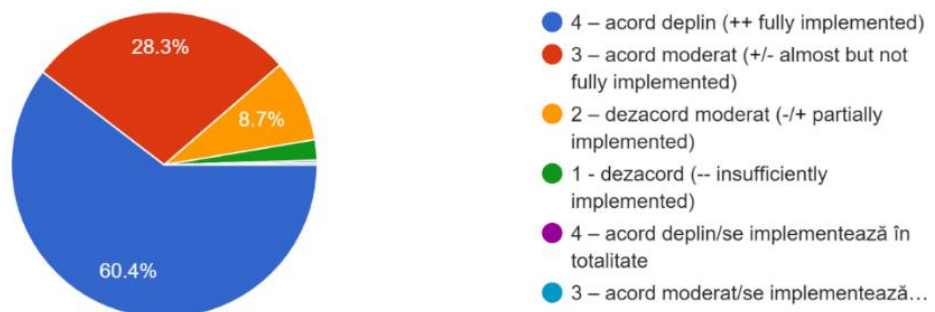 28.3%
8.7%
60.4%
4 – acord deplin (++ fully implemented)
3 – acord moderat (+/- almost but not
fully implemented)
2 – dezacord moderat (-/+ partially
implemented)
1 - dezacord (-- insufficiently
implemented)
4 – acord deplin/se implementează în
totalitate
3 – acord moderat/se implementează…